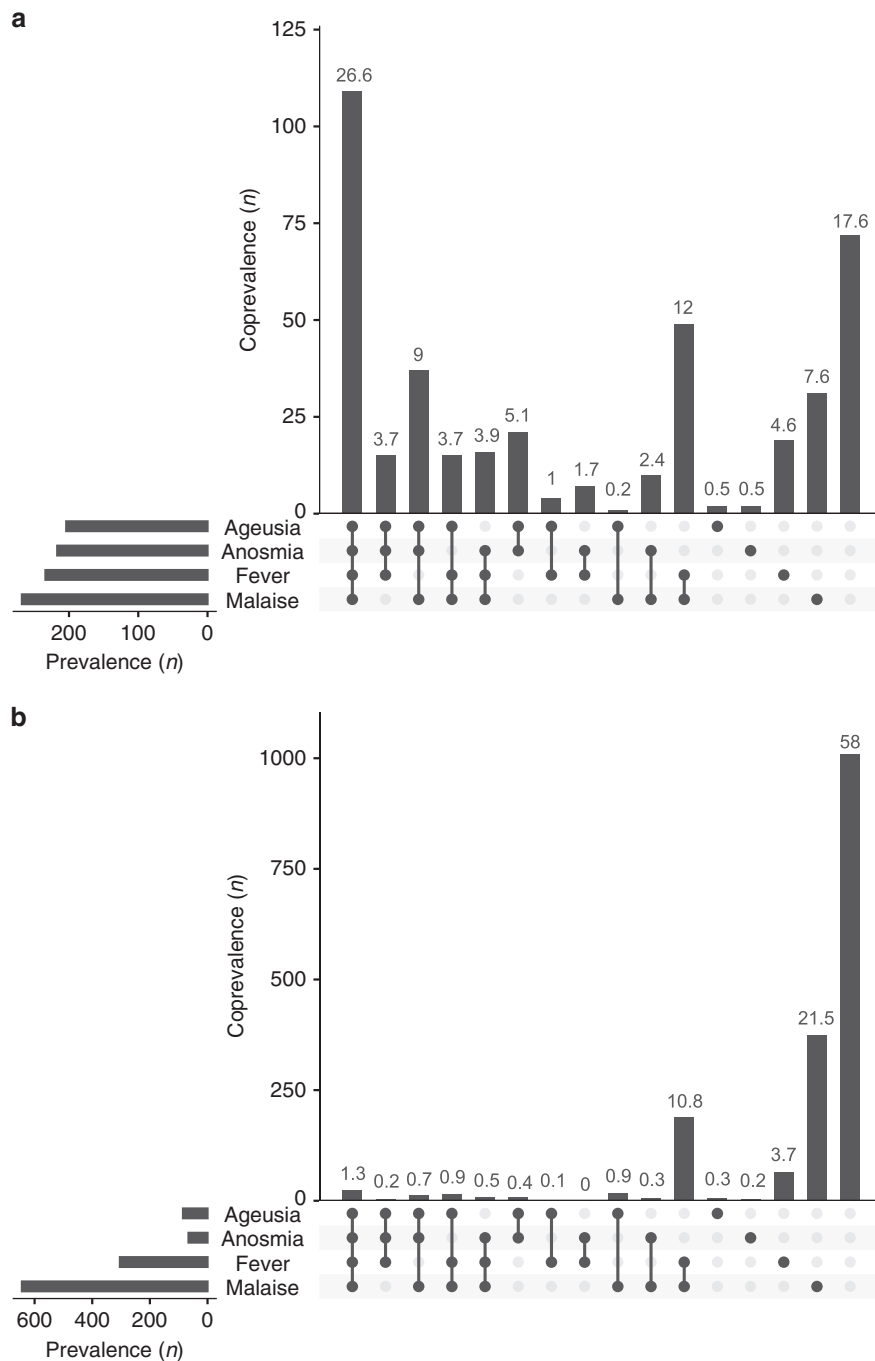 a
125
100
75
50
25
0
Coprevalence (n)
26.6
3.7
9
3.7
3.9
5.1
1
1.7
0.2
2.4
12
0.5
0.5
4.6
7.6
17.6
Ageusia
Anosmia
Fever
Malaise
200 100 0
Prevalence (n)
b
1000
750
500
250
0
Coprevalence (n)
1.3
0.2
0.7
0.9
0.5
0.4
0.1
0
0.9
0.3
10.8
0.3
0.2
3.7
21.5
58
Ageusia
Anosmia
Fever
Malaise
600 400 200 0
Prevalence (n)